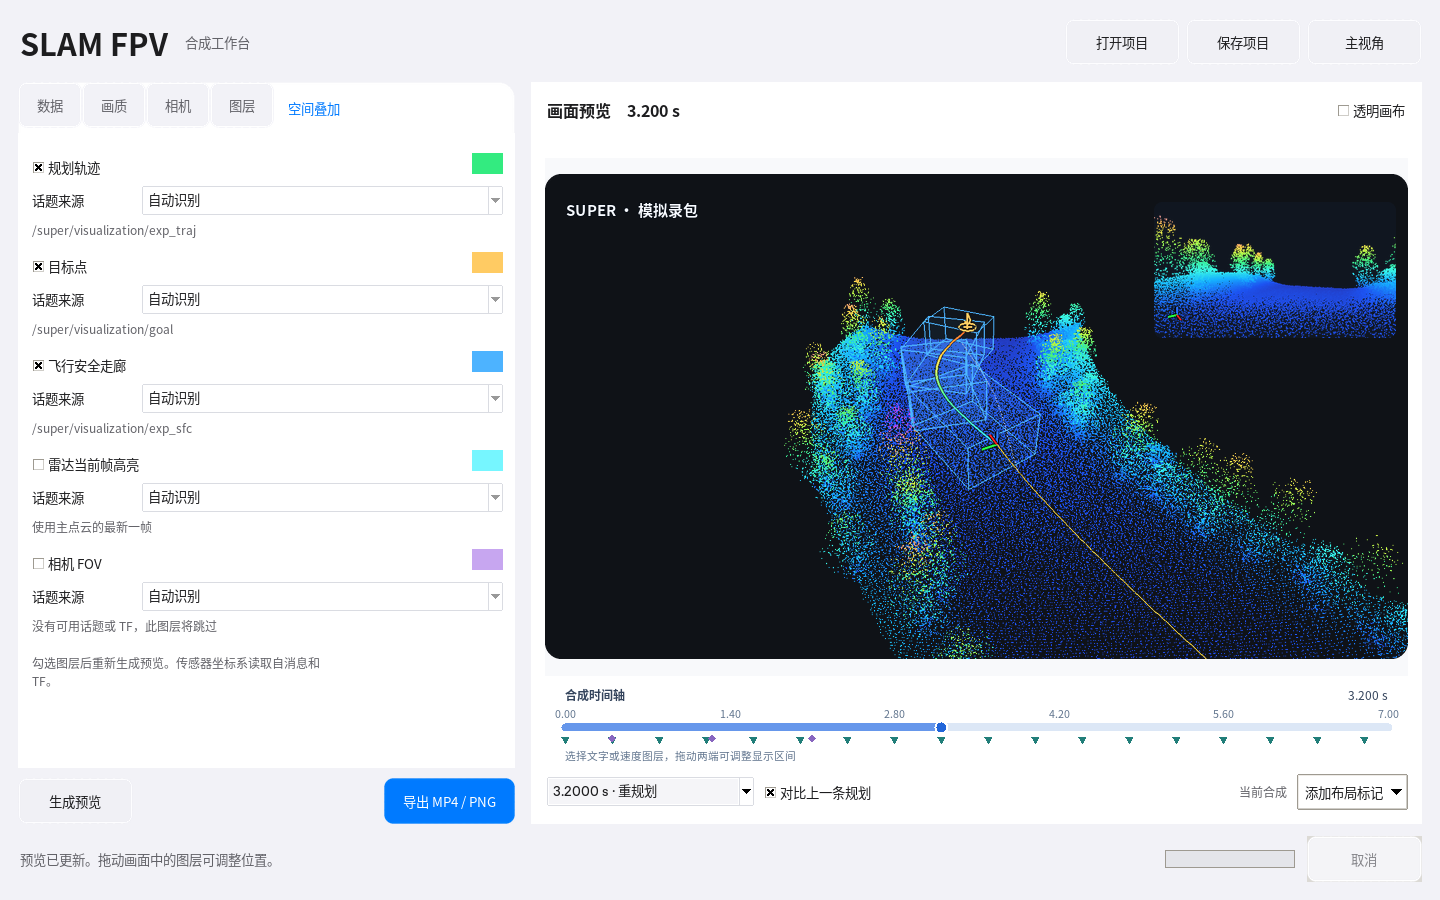 SLAM FPV 合成工作台
打开项目 保存项目 主视角
数据 画质 相机 图层 空间叠加
规划轨迹
话题来源 自动识别
/super/visualization/exp_traj
目标点
话题来源 自动识别
/super/visualization/goal
飞行安全走廊
话题来源 自动识别
/super/visualization/exp_sfc
雷达当前帧高亮
话题来源 自动识别
使用主点云的最新一帧
相机 FOV
话题来源 自动识别
没有可用话题或 TF，此图层将跳过
勾选图层后重新生成预览。传感器坐标系读取自消息和
TF。
生成预览 导出 MP4 / PNG
画面预览 3.200 s 透明画布
SUPER · 模拟录包
合成时间轴 3.200 s
0.00 1.40 2.80 4.20 5.60 7.00
选择文字或速度图层，拖动两端可调整显示区间
3.2000 s · 重规划 对比上一条规划 当前合成 添加布局标记
预览已更新。拖动画面中的图层可调整位置。 取消